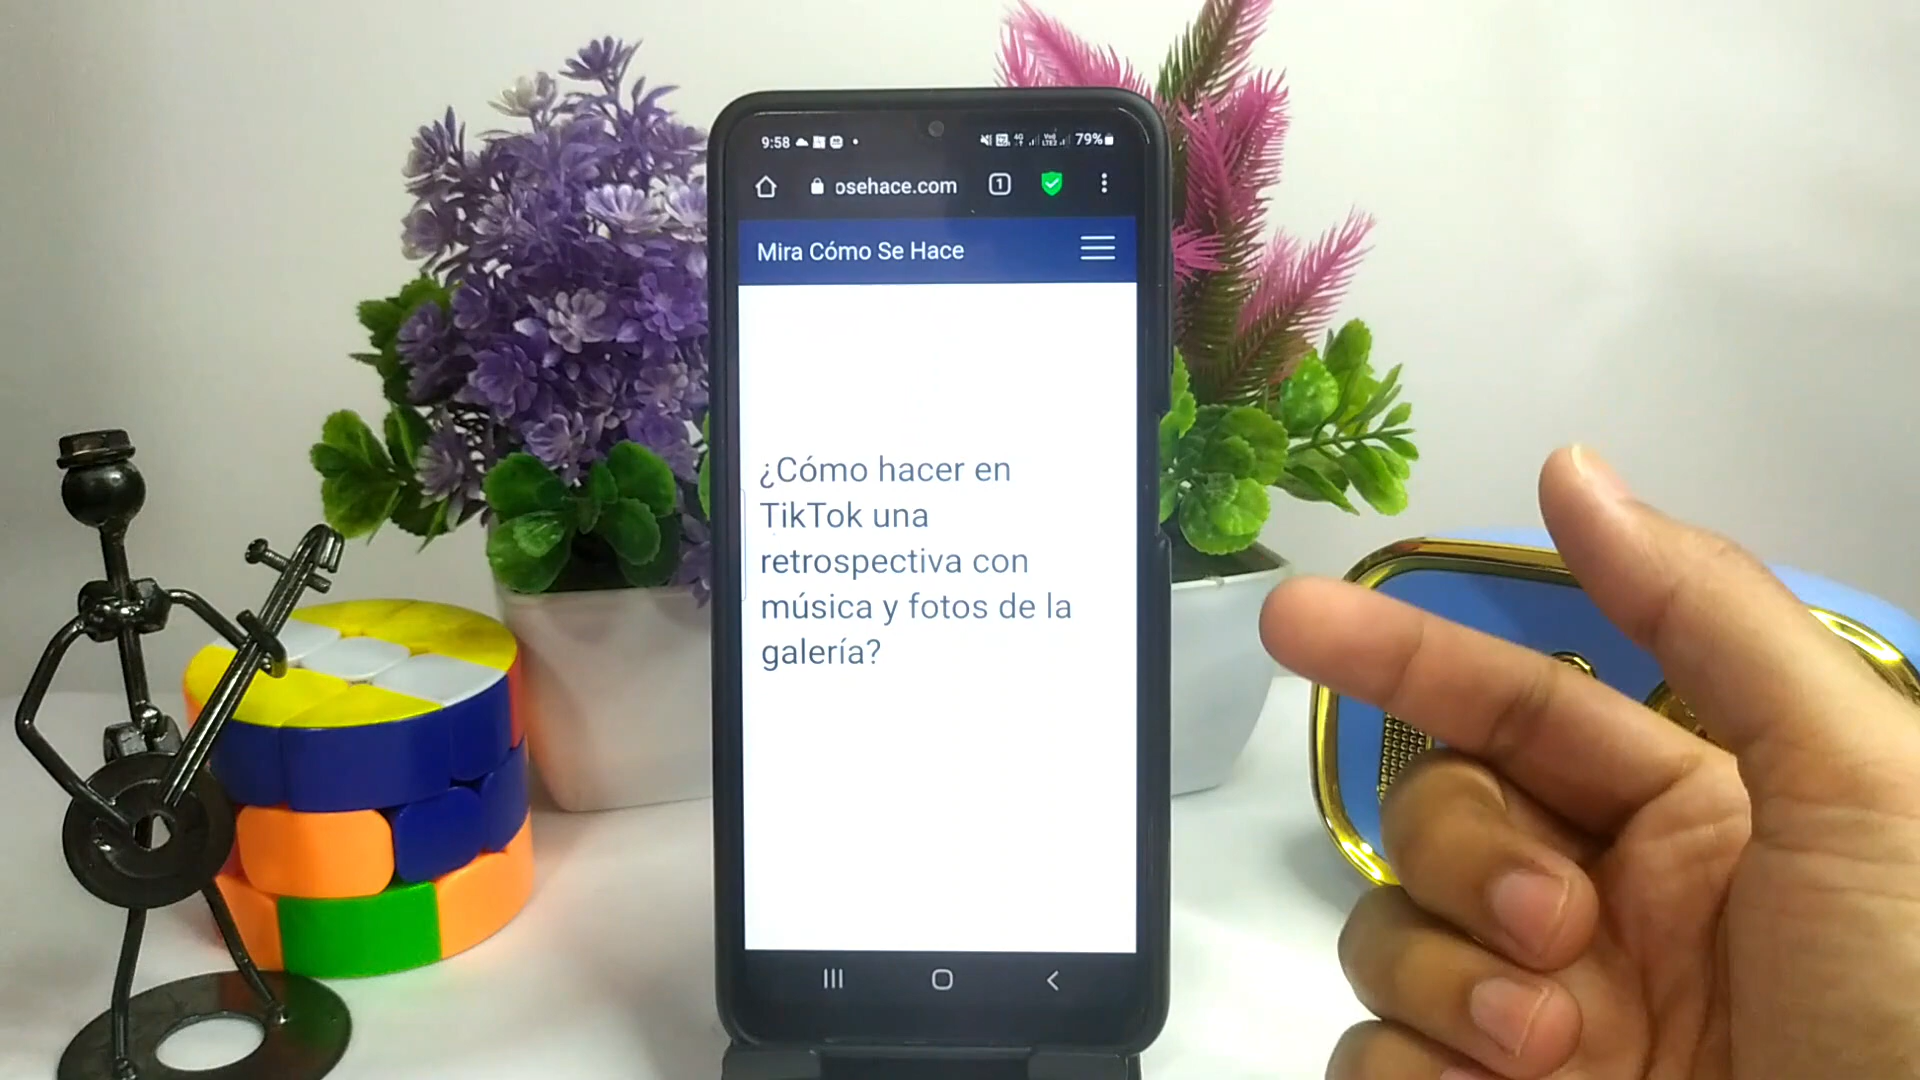 9:58
79%
osehace.com
1
Mira Cómo Se Hace
¿Cómo hacer en
TikTok una
retrospectiva con
música y fotos de la
galería?